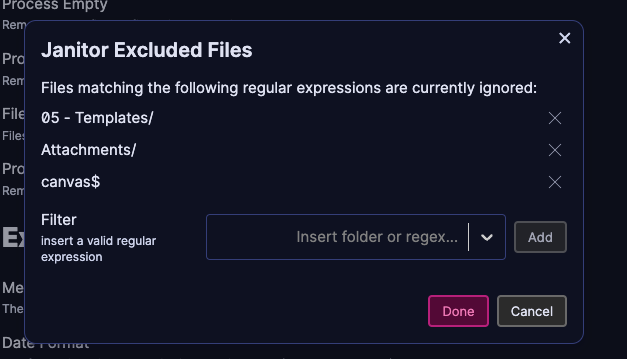 Process Empty
Rem
Janitor Excluded Files
Pro
Rem
Files matching the following regular expressions are currently ignored:
File
05 - Templates/
Files
Attachments/
Pro
canvas$
Rem
Filter
insert a valid regular
expression
Insert folder or regex...
Add
Ex
Me
The
Done
Cancel
Date Format